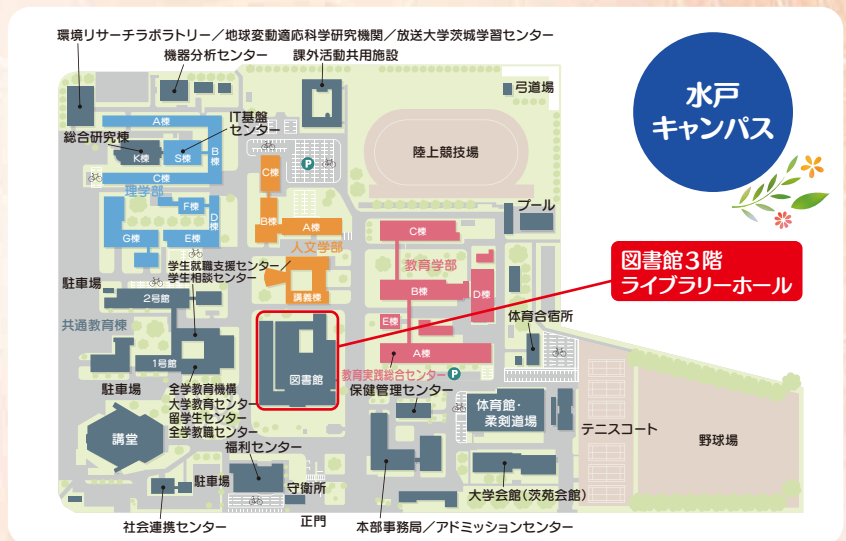 環境リサーチラボラトリー／地球変動適応科学研究機関／放送大学茨城学習センター
機器分析センター
課外活動共用施設
弓道場
水戸
キャンパス
A棟
IT基盤
センター
総合研究棟
K棟
S棟
B棟
C棟
理学部
F棟
D棟
G棟
E棟
P
陸上競技場
プール
C棟
B棟
A棟
人文学部
講義棟
C棟
教育学部
B棟
D棟
E棟
A棟
教育実践総合センター
P
図書館3階
ライブラリーホール
学生就職支援センター／
学生相談センター
駐車場
2号館
共通教育棟
1号館
駐車場
図書館
全学教育機構
大学教育センター
留学生センター
全学教職センター
体育合宿所
保健管理センター
体育館・
柔剣道場
テニスコート
野球場
講堂
福利センター
駐車場
守衛所
大学会館(茨苑会館)
社会連携センター
正門
本部事務局／アドミッションセンター